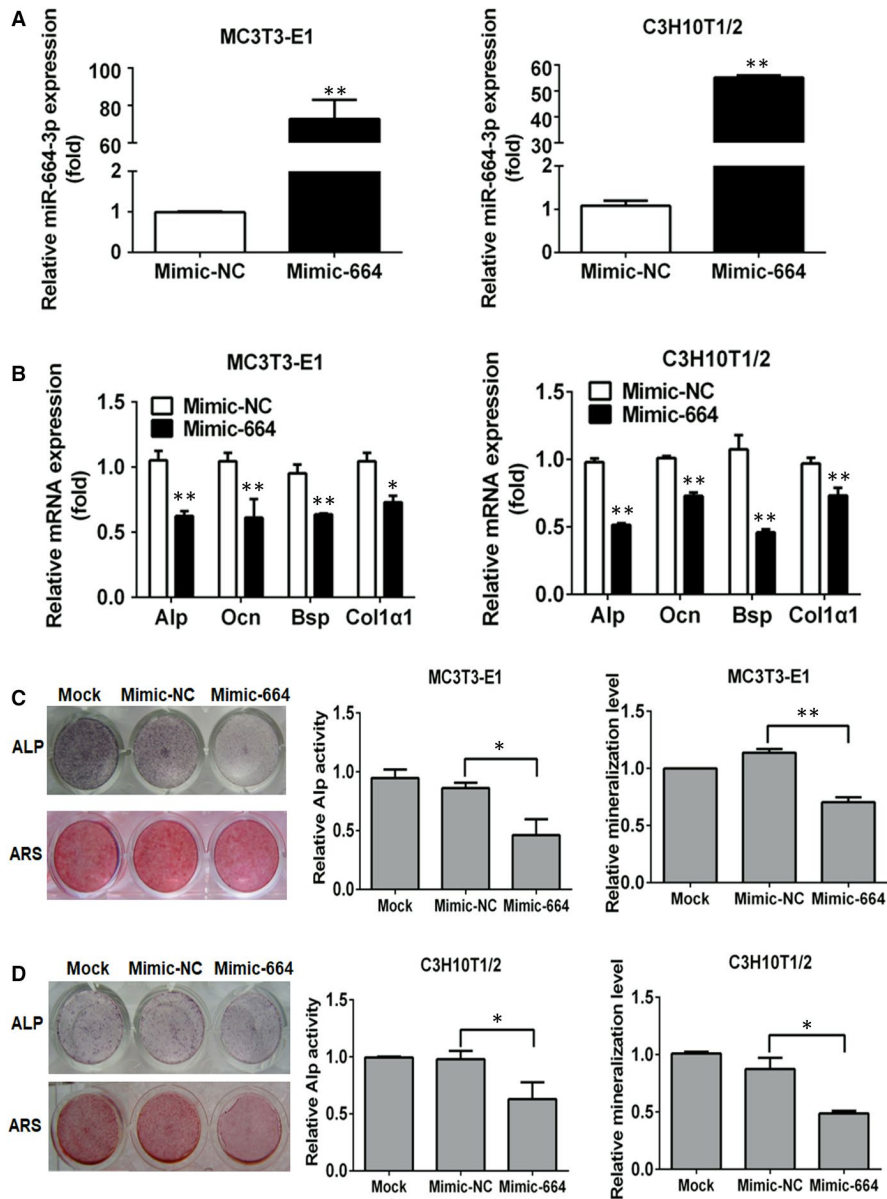 A
MC3T3-E1
Relative miR-664-3p expression
(fold)
100
80
60
2
1
0
**
Mimic-NC
Mimic-664
C3H10T1/2
Relative miR-664-3p expression
(fold)
60
50
40
30
2
1
0
**
Mimic-NC
Mimic-664
B
MC3T3-E1
Relative mRNA expression
(fold)
1.5
1.0
0.5
0.0
Mimic-NC
Mimic-664
**
**
**
*
Alp
Ocn
Bsp
Col1α1
C3H10T1/2
Relative mRNA expression
(fold)
1.5
1.0
0.5
0.0
Mimic-NC
Mimic-664
**
**
**
**
Alp
Ocn
Bsp
Col1α1
C
Mock
Mimic-NC
Mimic-664
ALP
ARS
MC3T3-E1
Relative Alp activity
1.5
1.0
0.5
0.0
*
Mock
Mimic-NC
Mimic-664
MC3T3-E1
Relative mineralization level
1.5
1.0
0.5
0.0
**
Mock
Mimic-NC
Mimic-664
D
Mock
Mimic-NC
Mimic-664
ALP
ARS
C3H10T1/2
Relative Alp activity
1.5
1.0
0.5
0.0
*
Mock
Mimic-NC
Mimic-664
C3H10T1/2
Relative mineralization level
1.5
1.0
0.5
0.0
*
Mock
Mimic-NC
Mimic-664